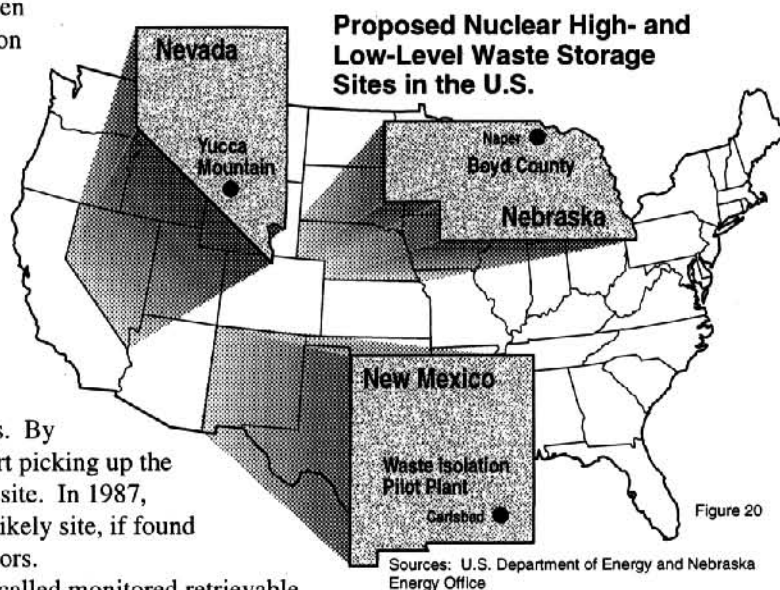 en
on
Proposed Nuclear High- and
Low-Level Waste Storage
Sites in the U.S.
Nevada
Yucca
Mountain
Naper
Boyd County
Nebraska
New Mexico
Waste Isolation
Pilot Plant
Carlsbad
s. By
rt picking up the
site. In 1987,
ikely site, if found
ors.
called monitored retrievable
Figure 20
Sources: U.S. Department of Energy and Nebraska
Energy Office